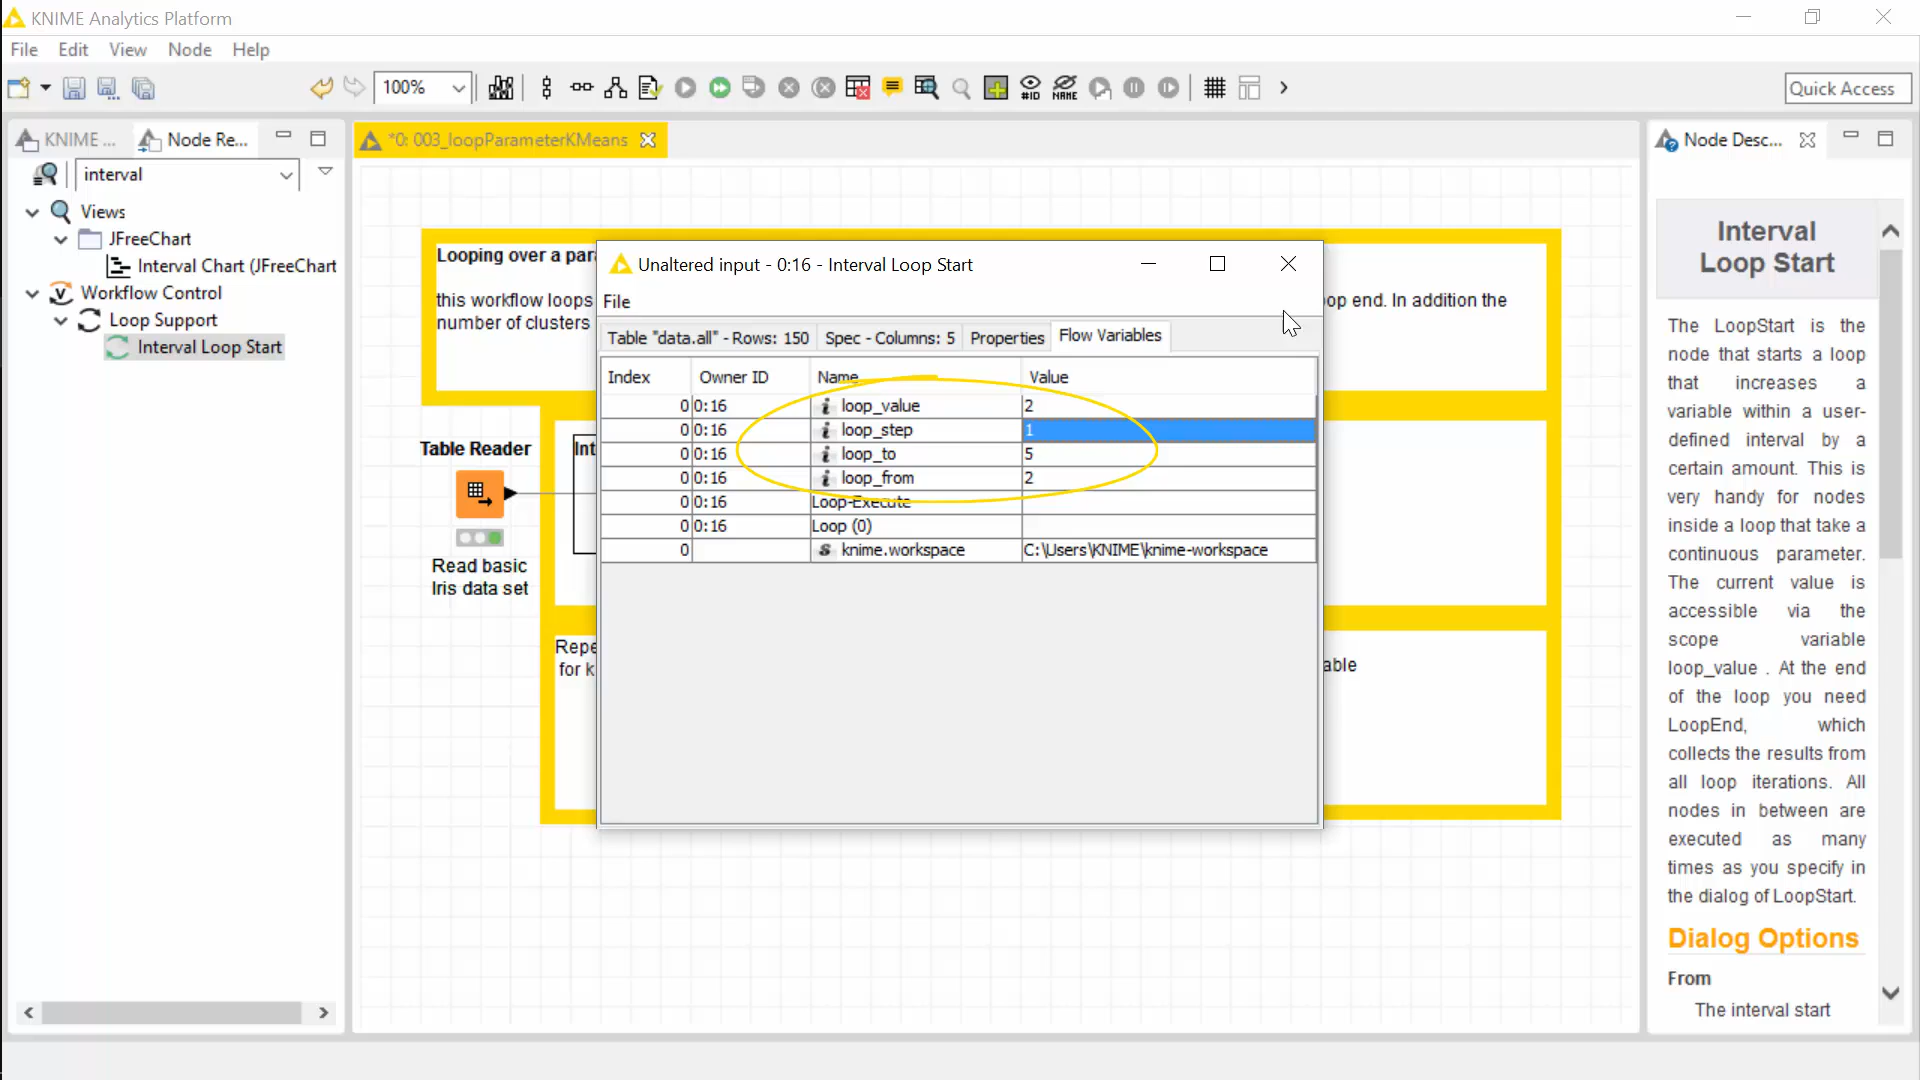 KNIME Analytics Platform
File Edit View Node Help
100%
#ID
NAME
Quick Access
KNIME ...
Node Re...
*0: 003_loopParameterKMeans
Node Desc...
interval
Views
JFreeChart
Interval Chart (JFreeChart
Workflow Control
Loop Support
Interval Loop Start
Looping over a para
this workflow loops
number of clusters
op end. In addition the
Table Reader
Read basic
Iris data set
Int
Repe
for k
able
Unaltered input - 0:16 - Interval Loop Start
File
Table "data.all" - Rows: 150 Spec - Columns: 5 Properties Flow Variables
Index Owner ID Name Value
0 0:16 i loop_value 2
0 0:16 i loop_step 1
0 0:16 i loop_to 5
0 0:16 i loop_from 2
0 0:16 Loop-Execute
0 0:16 Loop (0)
0 s knime.workspace C:\Users\KNIME\knime-workspace
Interval
Loop Start
The LoopStart is the
node that starts a loop
that increases a
variable within a user-
defined interval by a
certain amount. This is
very handy for nodes
inside a loop that take a
continuous parameter.
The current value is
accessible via the
scope variable
loop_value . At the end
of the loop you need
LoopEnd, which
collects the results from
all loop iterations. All
nodes in between are
executed as many
times as you specify in
the dialog of LoopStart.
Dialog Options
From
The interval start